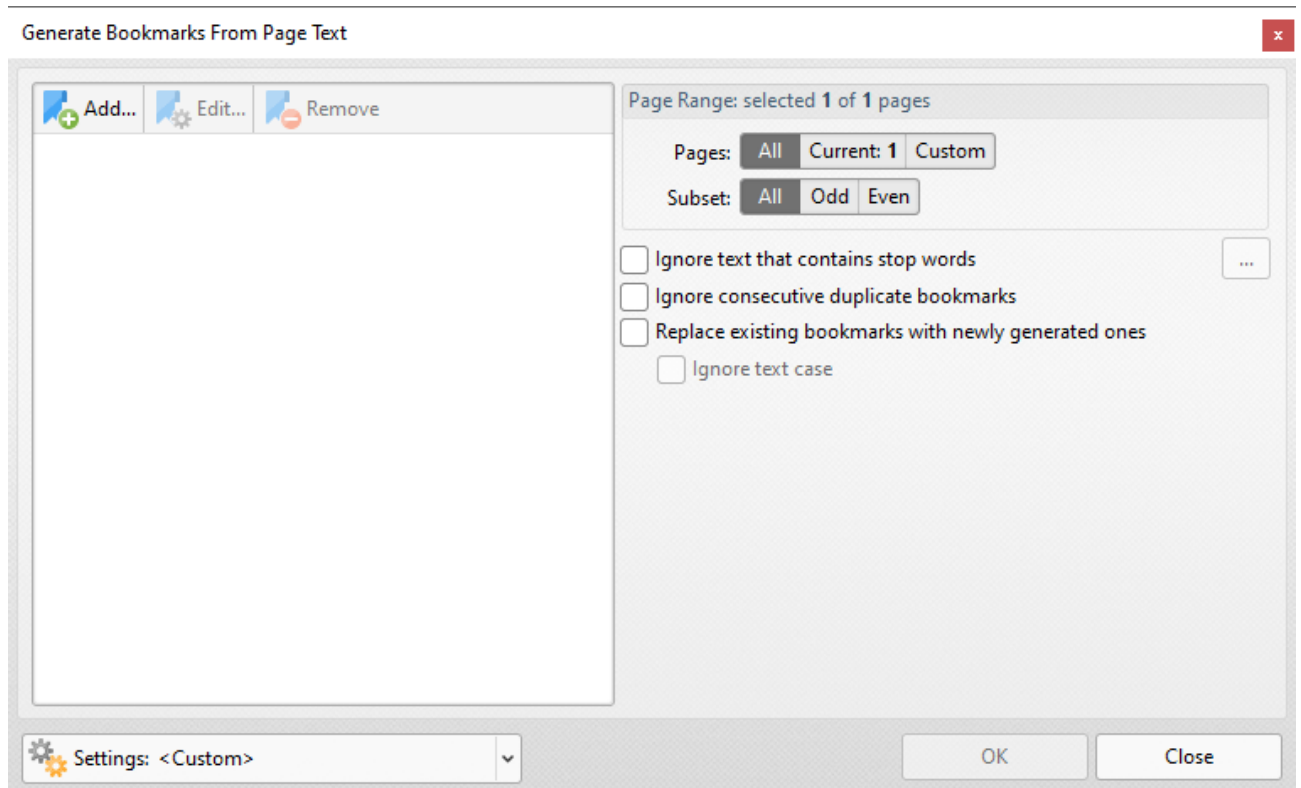 Generate Bookmarks From Page Text
x
Add... Edit... Remove
Page Range: selected 1 of 1 pages
Pages: All Current: 1 Custom
Subset: All Odd Even
Ignore text that contains stop words ...
Ignore consecutive duplicate bookmarks
Replace existing bookmarks with newly generated ones
Ignore text case
Settings: <Custom> OK Close